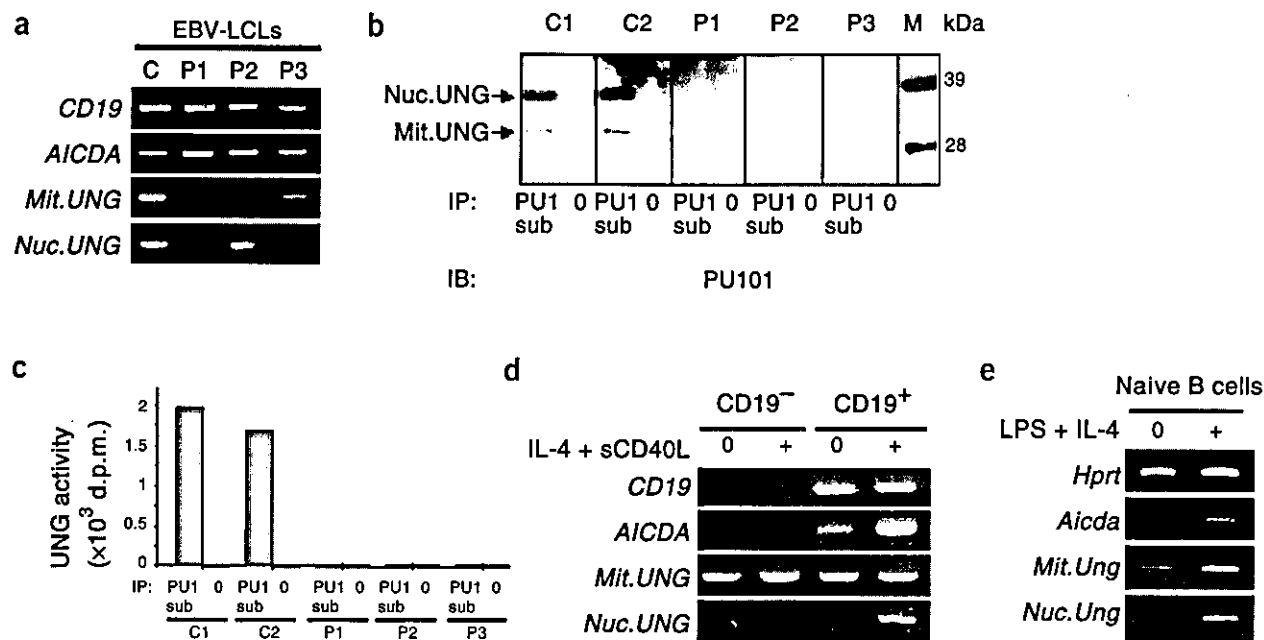 a
EBV-LCLs
C P1 P2 P3
CD19
AICDA
Mit.UNG
Nuc.UNG
b
C1 C2 P1 P2 P3 M kDa
Nuc.UNG
Mit.UNG
39
28
IP: PU1 0 PU1 0 PU1 0 PU1 0 PU1 0
sub sub sub sub sub
IB: PU101
c
UNG activity
(×10³ d.p.m.)
2
1.5
1
0.5
0
IP: PU1 0 PU1 0 PU1 0 PU1 0 PU1 0
sub sub sub sub sub
C1 C2 P1 P2 P3
d
CD19⁻ CD19⁺
IL-4 + sCD40L 0 + 0 +
CD19
AICDA
Mit.UNG
Nuc.UNG
e
Naive B cells
LPS + IL-4 0 +
Hprt
Aicda
Mit.Ung
Nuc.Ung